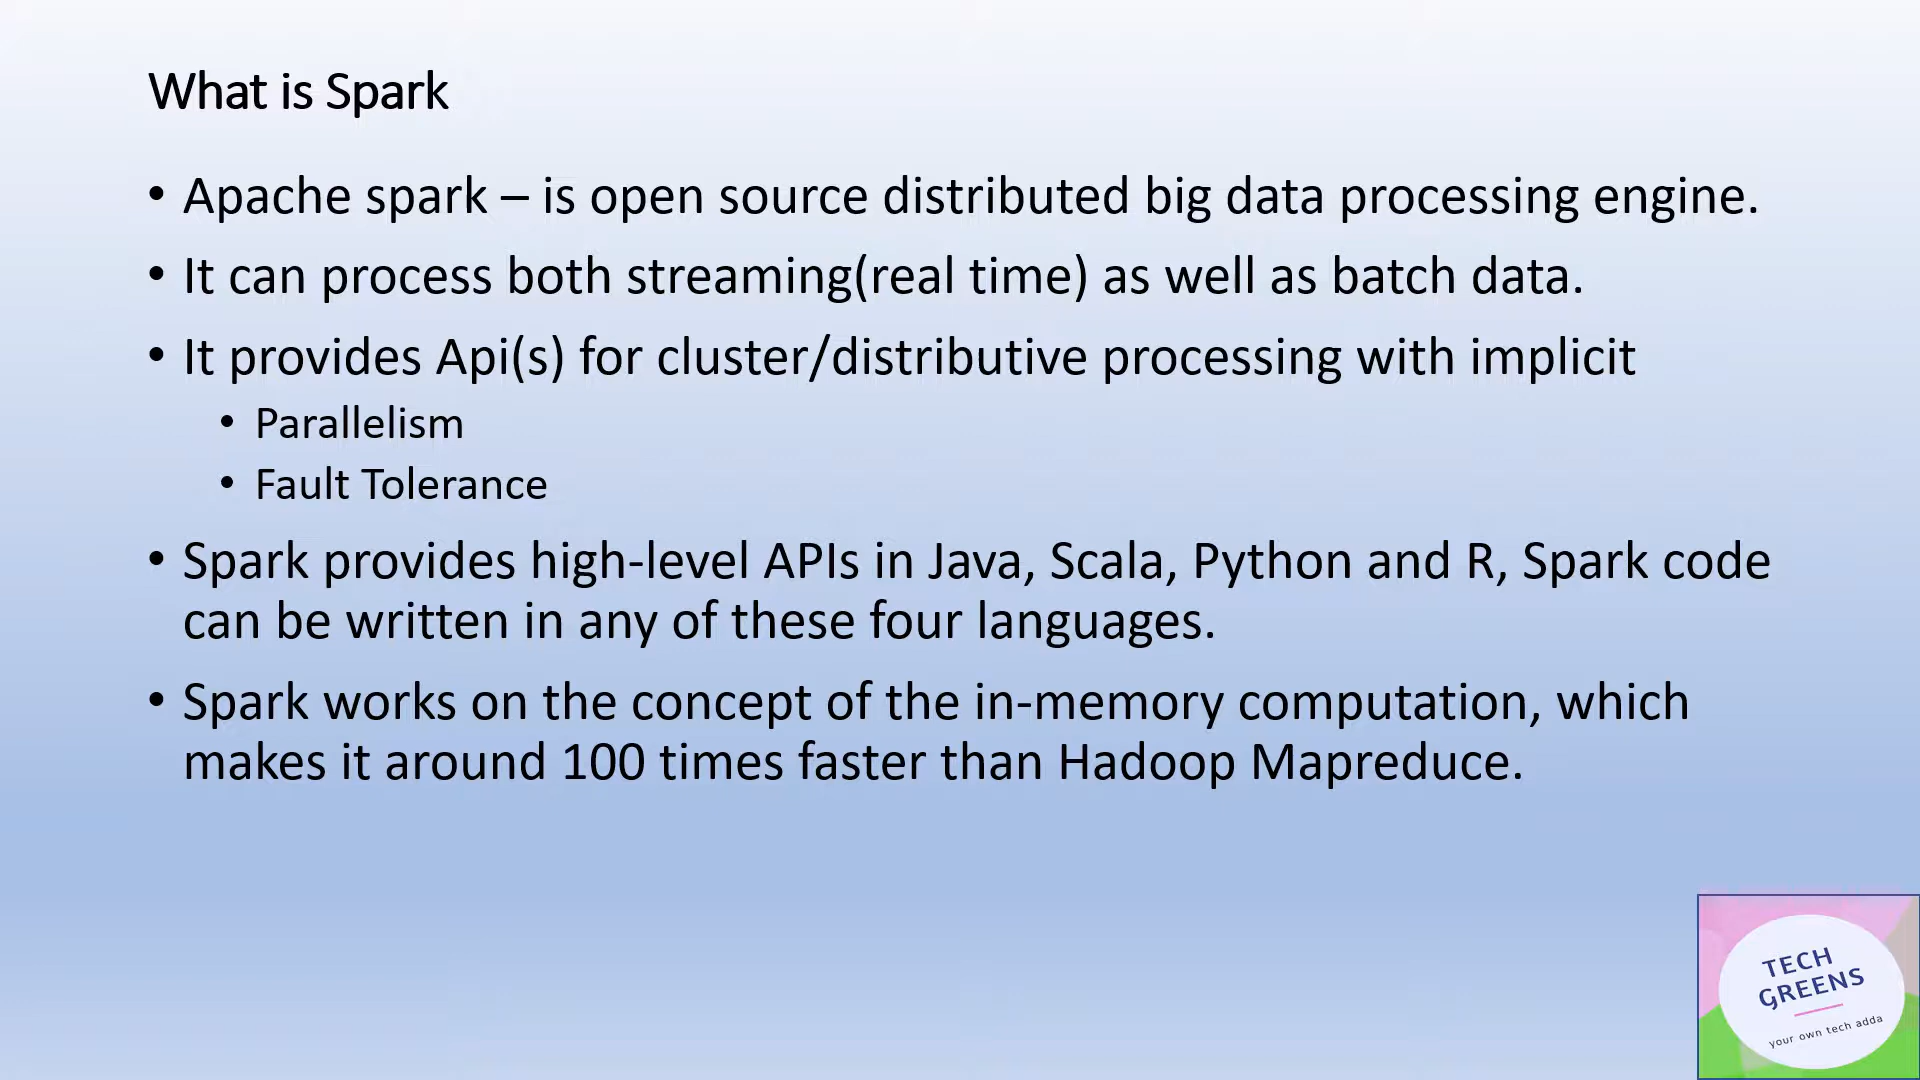 What is Spark
• Apache spark – is open source distributed big data processing engine.
• It can process both streaming(real time) as well as batch data.
• It provides Api(s) for cluster/distributive processing with implicit
• Parallelism
• Fault Tolerance
• Spark provides high-level APIs in Java, Scala, Python and R, Spark code
can be written in any of these four languages.
• Spark works on the concept of the in-memory computation, which
makes it around 100 times faster than Hadoop Mapreduce.
TECH
GREENS
your own tech adda